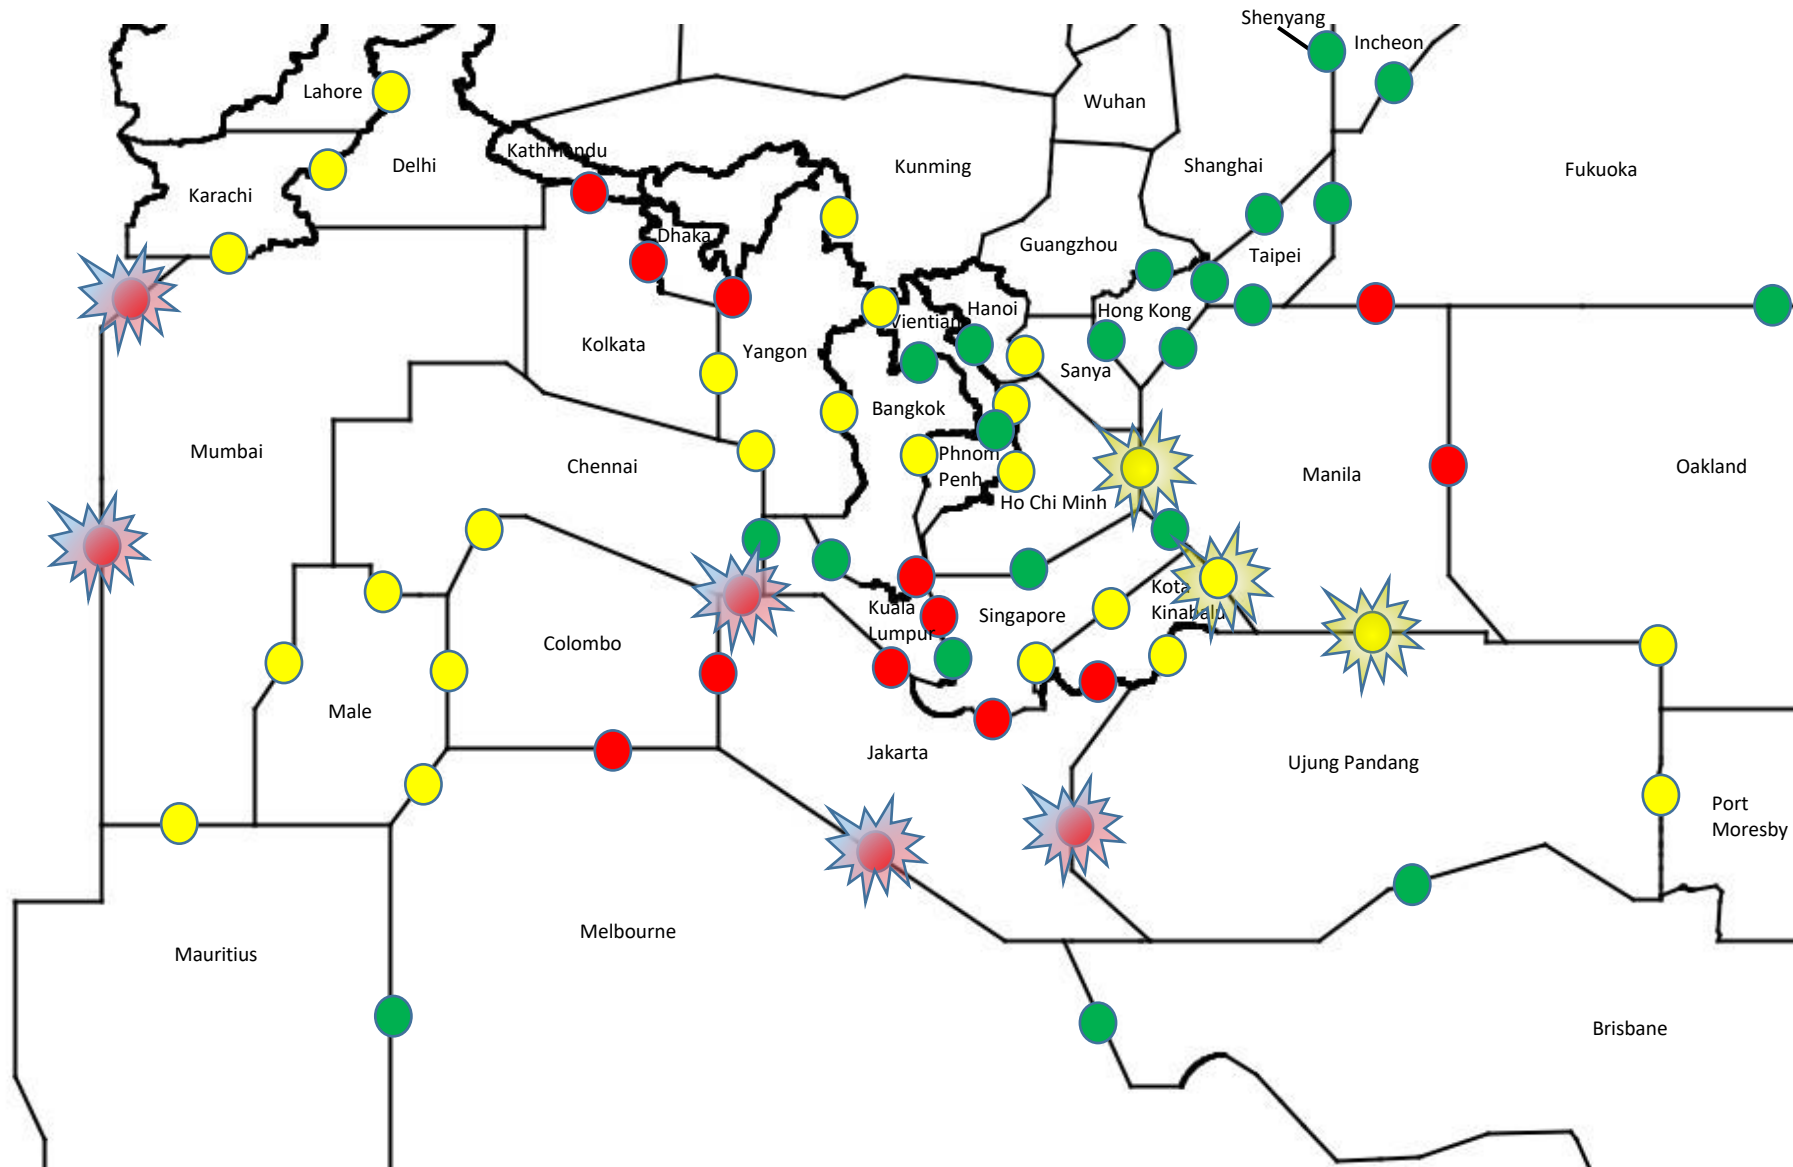 Shenyang
Incheon
Lahore
Wuhan
Kathmandu
Delhi
Kunming
Shanghai
Fukuoka
Karachi
Dhaka
Guangzhou
Taipei
Hanoi
Hong Kong
Vientian
Kolkata
Yangon
Sanya
Bangkok
Mumbai
Chennai
Phnom
Penh
Manila
Oakland
Ho Chi Minh
Kota
Kinabalu
Kuala
Lumpur
Singapore
Colombo
Male
Jakarta
Ujung Pandang
Port
Moresby
Melbourne
Mauritius
Brisbane